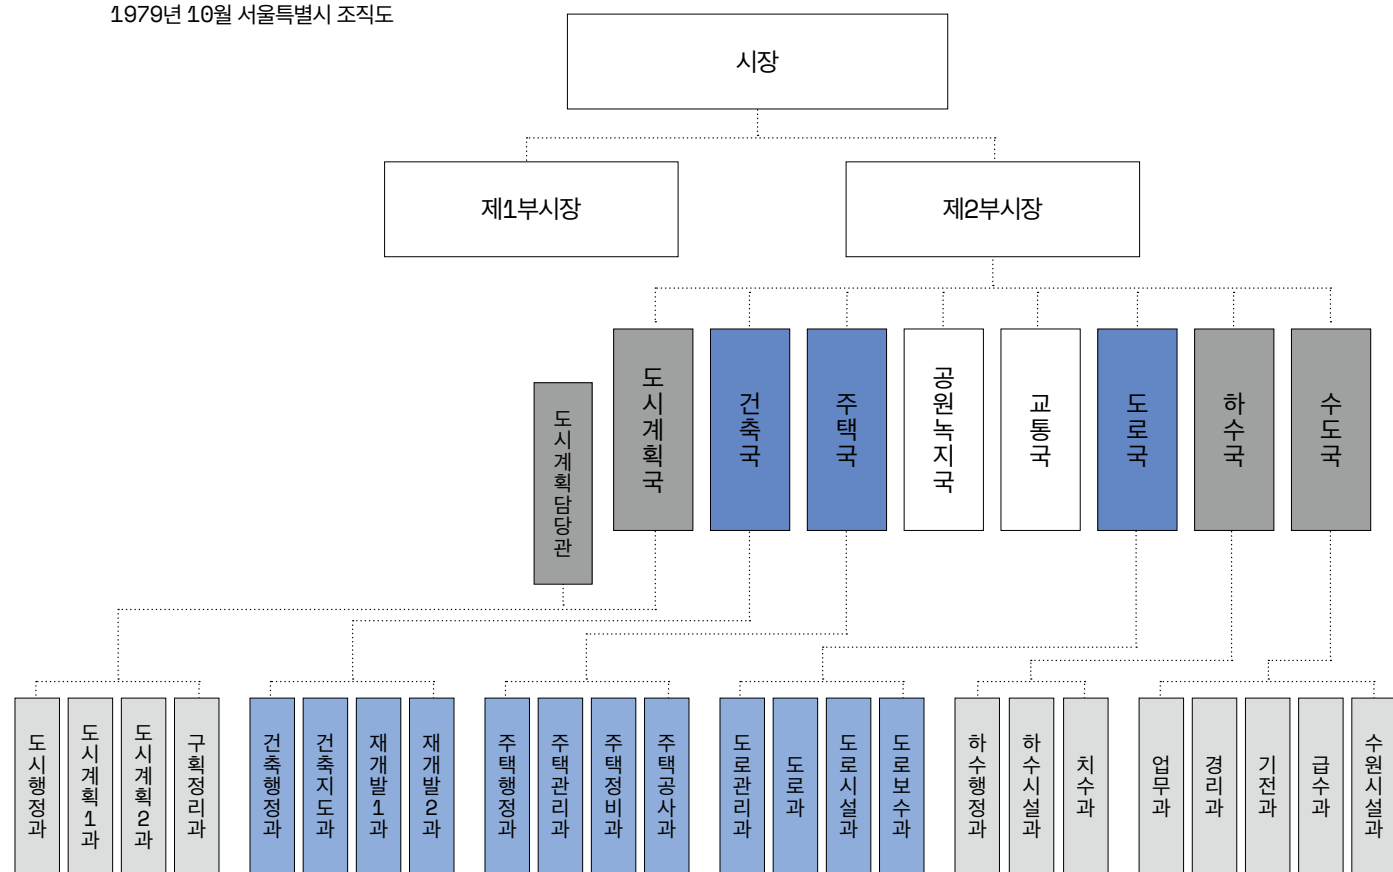 1979년 10월 서울특별시 조직도
시장
제1부시장
제2부시장
도시계획담당관
도시계획국
건축국
주택국
공원녹지국
교통국
도로국
하수국
수도국
도시행정과
도시계획1과
도시계획2과
구획정리과
건축행정과
건축지도과
재개발1과
재개발2과
주택행정과
주택관리과
주택정비과
주택공사과
도로관리과
도로과
도로시설과
도로보수과
하수행정과
하수시설과
치수과
업무과
경리과
기전과
급수과
수원시설과